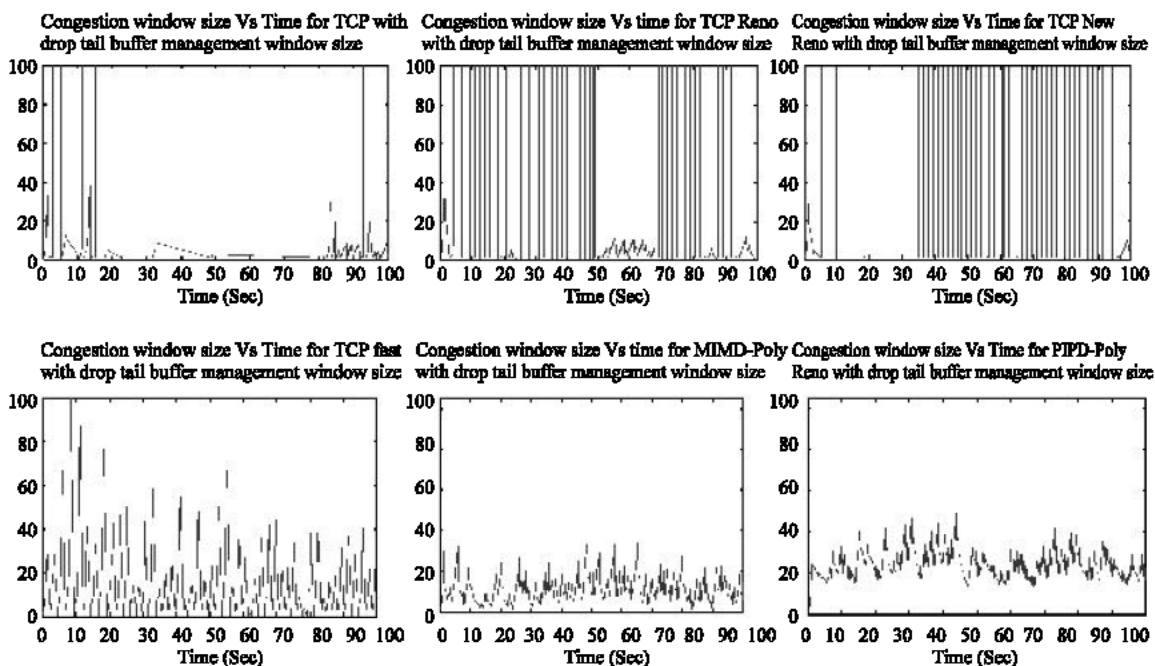 Congestion window size Vs Time for TCP with
drop tail buffer management window size
100
80
60
40
20
0
0 10 20 30 40 50 60 70 80 90 100
Time (Sec)
Congestion window size Vs time for TCP Reno
with drop tail buffer management window size
100
80
60
40
20
0
0 10 20 30 40 50 60 70 80 90 100
Time (Sec)
Congestion window size Vs Time for TCP New
Reno with drop tail buffer management window size
100
80
60
40
20
0
0 10 20 30 40 50 60 70 80 90 100
Time (Sec)
Congestion window size Vs Time for TCP fast
with drop tail buffer management window size
100
80
60
40
20
0
0 10 20 30 40 50 60 70 80 90 100
Time (Sec)
Congestion window size Vs time for MIMD-Poly
with drop tail buffer management window size
100
80
60
40
20
0
0 10 20 30 40 50 60 70 80 90 100
Time (Sec)
Congestion window size Vs Time for PIPD-Poly
Reno with drop tail buffer management window size
100
80
60
40
20
0
0 10 20 30 40 50 60 70 80 90 100
Time (Sec)